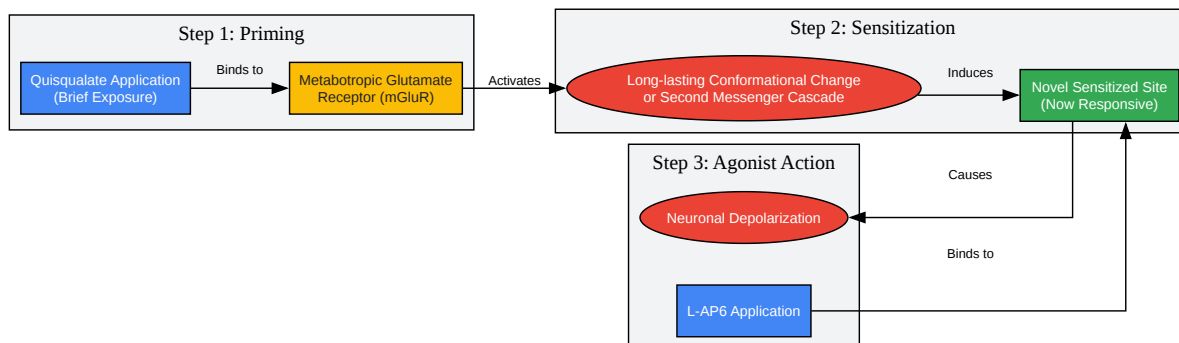 Step 1: Priming
Quisqualate Application
(Brief Exposure)
Binds to
Metabotropic Glutamate
Receptor (mGluR)
Activates
Step 2: Sensitization
Long-lasting Conformational Change
or Second Messenger Cascade
Induces
Novel Sensitized Site
(Now Responsive)
Step 3: Agonist Action
Causes
Neuronal Depolarization
Binds to
L-AP6 Application